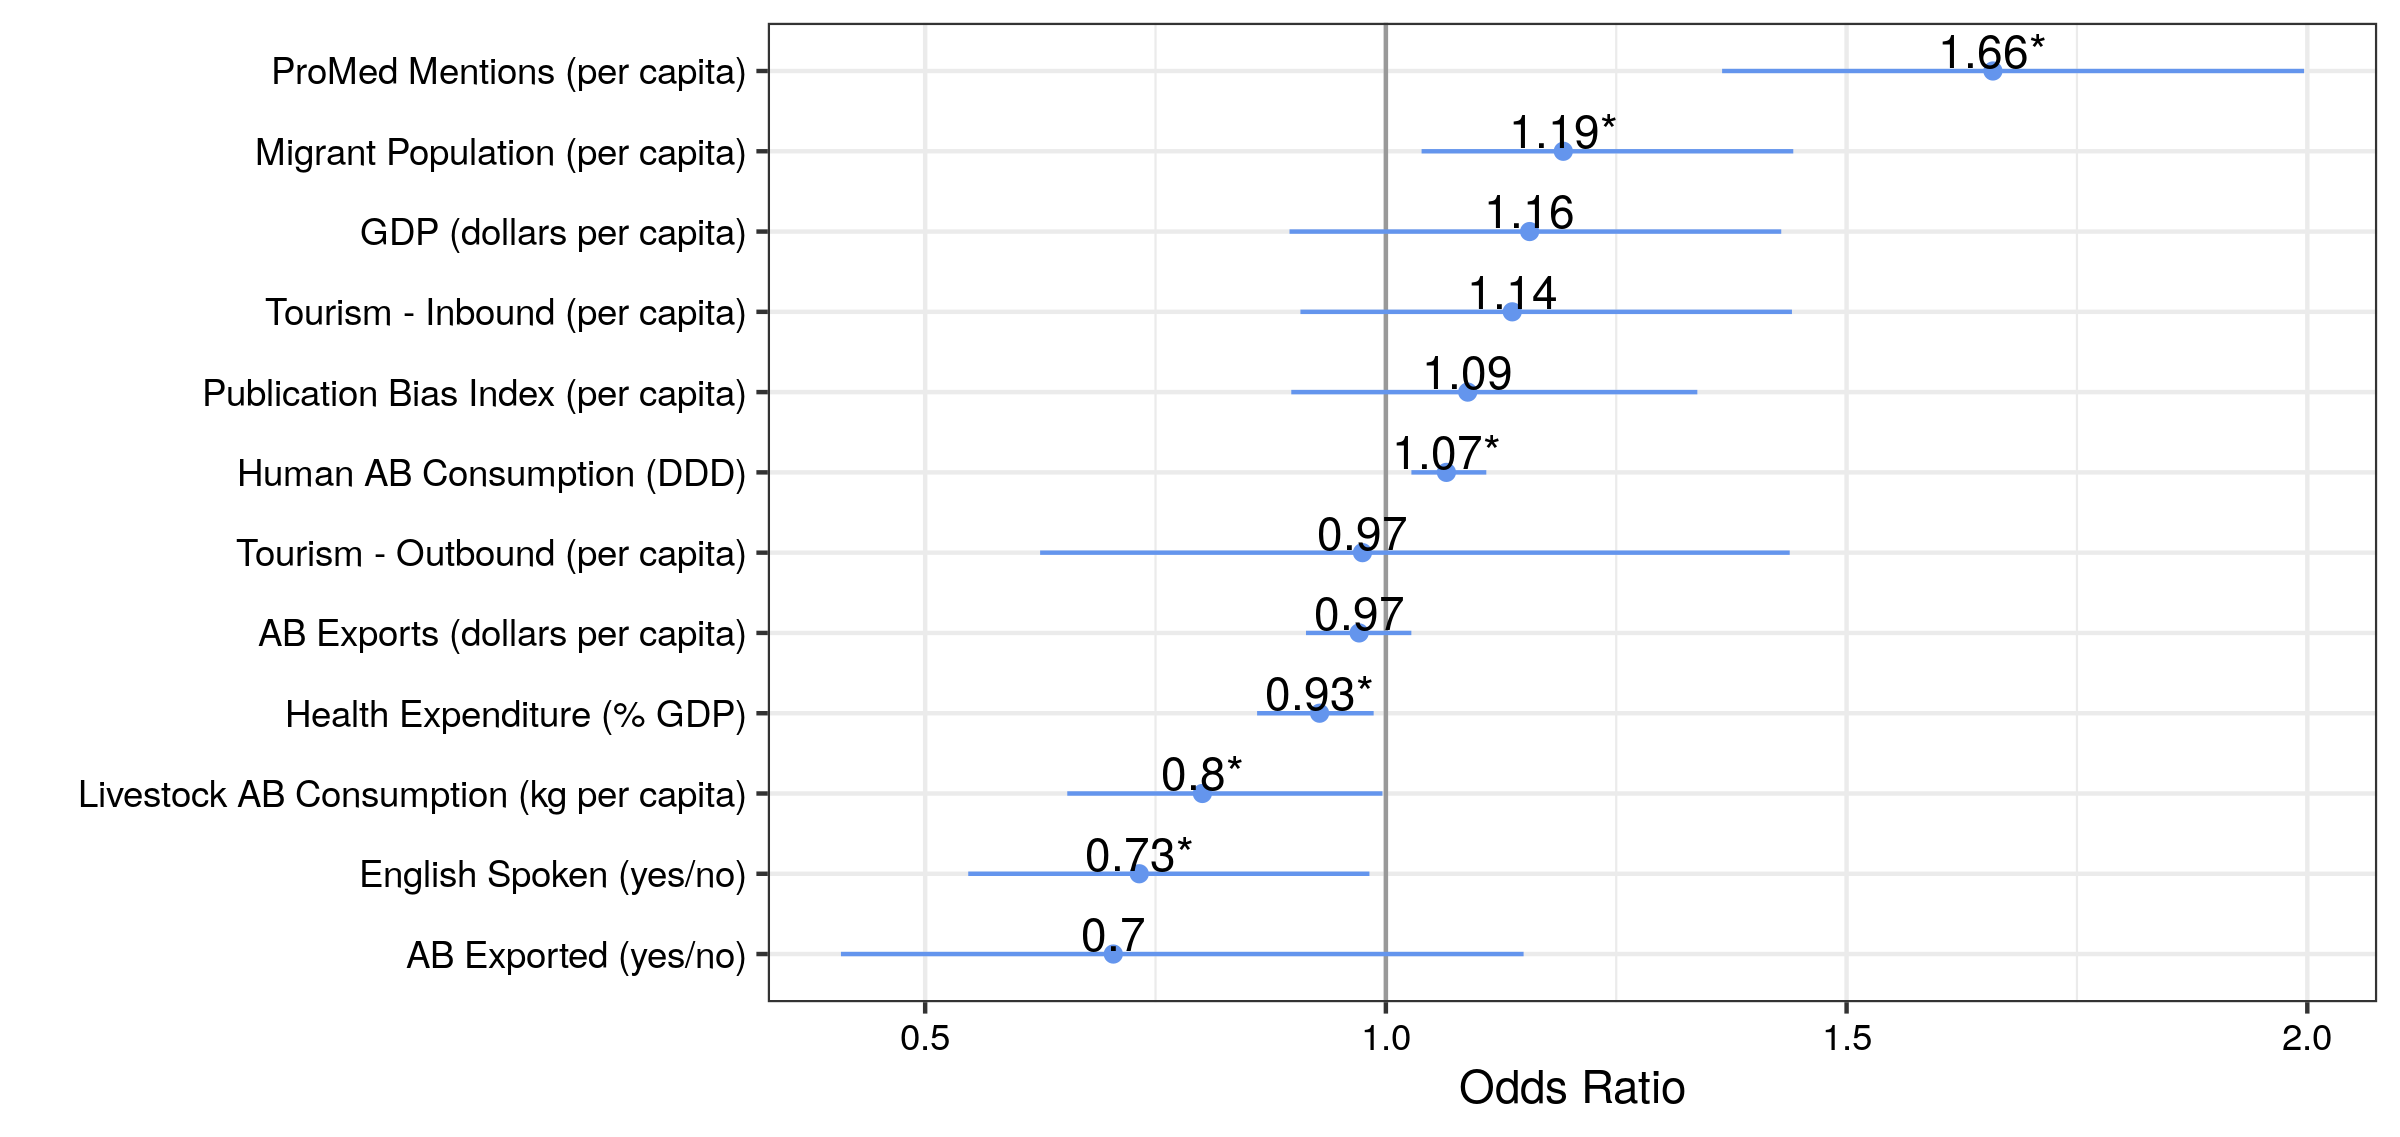 ProMed Mentions (per capita) 1.66*
Migrant Population (per capita) 1.19*
GDP (dollars per capita) 1.16
Tourism - Inbound (per capita) 1.14
Publication Bias Index (per capita) 1.09
Human AB Consumption (DDD) 1.07*
Tourism - Outbound (per capita) 0.97
AB Exports (dollars per capita) 0.97
Health Expenditure (% GDP) 0.93*
Livestock AB Consumption (kg per capita) 0.8*
English Spoken (yes/no) 0.73*
AB Exported (yes/no) 0.7
0.5 1.0 1.5 2.0
Odds Ratio